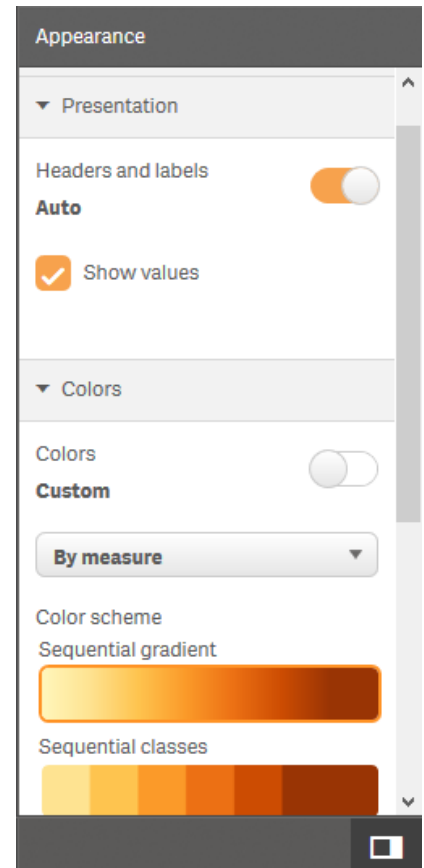 Appearance
Presentation
Headers and labels
Auto
Show values
Colors
Colors
Custom
By measure
Color scheme
Sequential gradient
Sequential classes